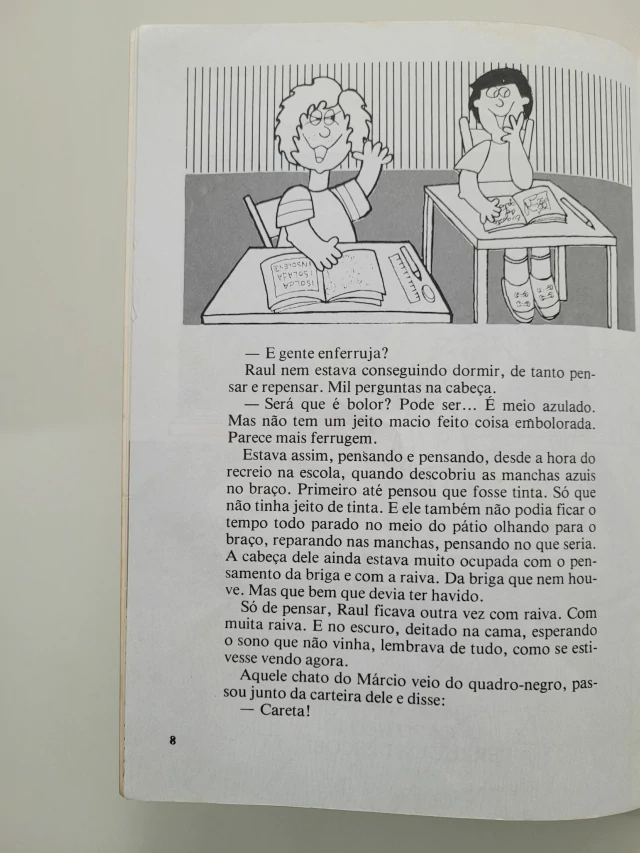 ISOLDA
ISOLADA
INSOLENTE
— E gente enferruja?
Raul nem estava conseguindo dormir, de tanto pen-
sar e repensar. Mil perguntas na cabeça.
— Será que é bolor? Pode ser... É meio azulado.
Mas não tem um jeito macio feito coisa embolorada.
Parece mais ferrugem.
Estava assim, pensando e pensando, desde a hora do
recreio na escola, quando descobriu as manchas azuis
no braço. Primeiro até pensou que fosse tinta. Só que
não tinha jeito de tinta. E ele também não podia ficar o
tempo todo parado no meio do pátio olhando para o
braço, reparando nas manchas, pensando no que seria.
A cabeça dele ainda estava muito ocupada com o pen-
samento da briga e com a raiva. Da briga que nem hou-
ve. Mas que bem que devia ter havido.
Só de pensar, Raul ficava outra vez com raiva. Com
muita raiva. E no escuro, deitado na cama, esperando
o sono que não vinha, lembrava de tudo, como se esti-
vesse vendo agora.
Aquele chato do Márcio veio do quadro-negro, pas-
sou junto da carteira dele e disse:
— Careta!
8